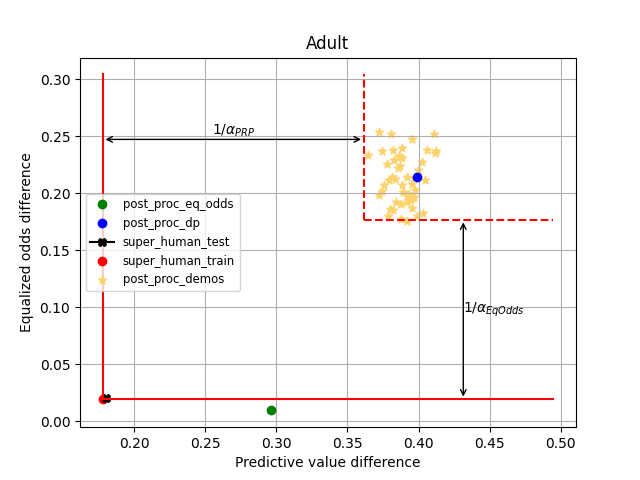 Adult
0.30
0.25
0.20
0.15
0.10
0.05
0.00
Equalized odds difference
1/α_PRP
post_proc_eq_odds
post_proc_dp
super_human_test
super_human_train
post_proc_demos
1/α_EqOdds
0.20 0.25 0.30 0.35 0.40 0.45 0.50
Predictive value difference